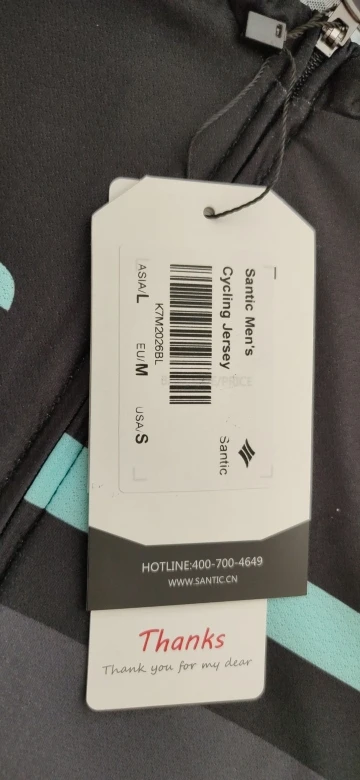 Santic Men's
Cycling Jersey
Santic
K7M2026BL
ASIA/L EU/M USA/S
HOTLINE:400-700-4649
WWW.SANTIC.CN
Thanks
Thank you for my dear